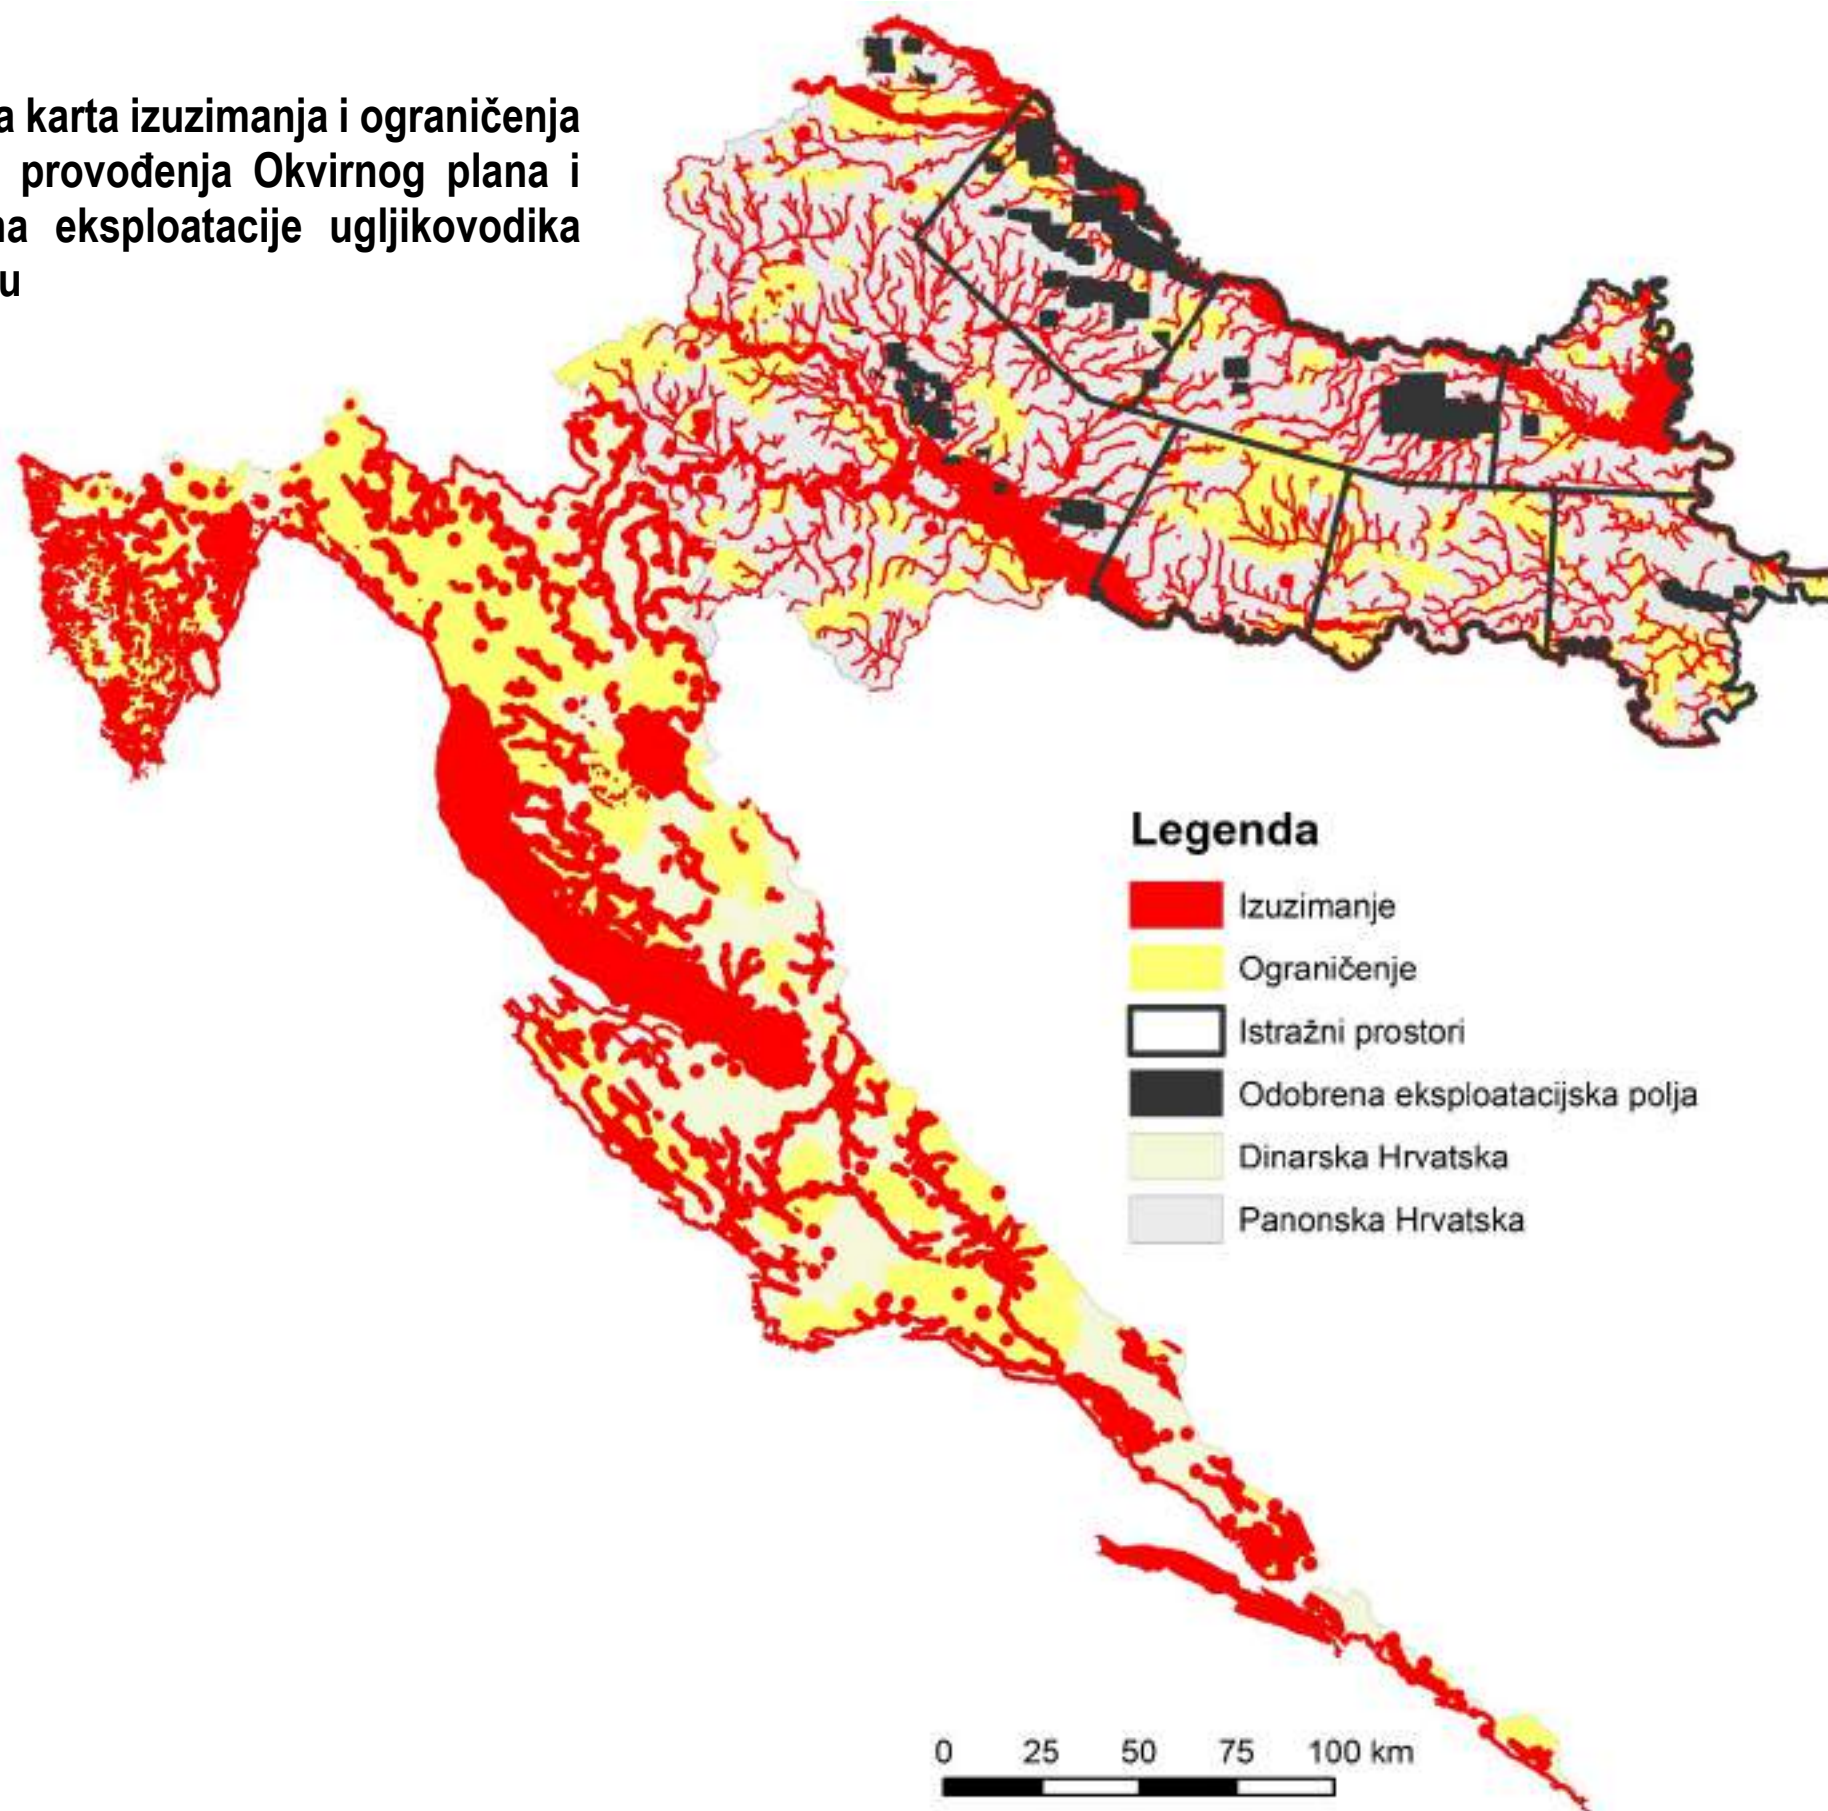 a karta izuzimanja i ograničenja
provođenja Okvirnog plana i
na eksploatacije ugljikovodika
u
Legenda
Izuzimanje
Ograničenje
Istražni prostori
Odobrena eksploatacijska polja
Dinarska Hrvatska
Panonska Hrvatska
0 25 50 75 100 km